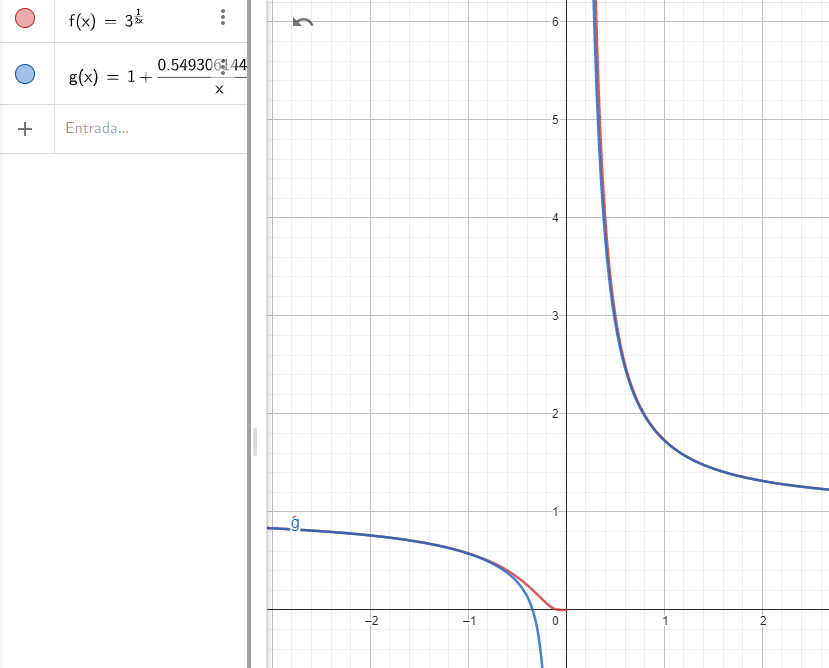 f(x) = 3^(1/2x)
g(x) = 1 + 0.549306144/x
+ Entrada...
6
5
4
3
2
1
g
−2 −1 0 1 2